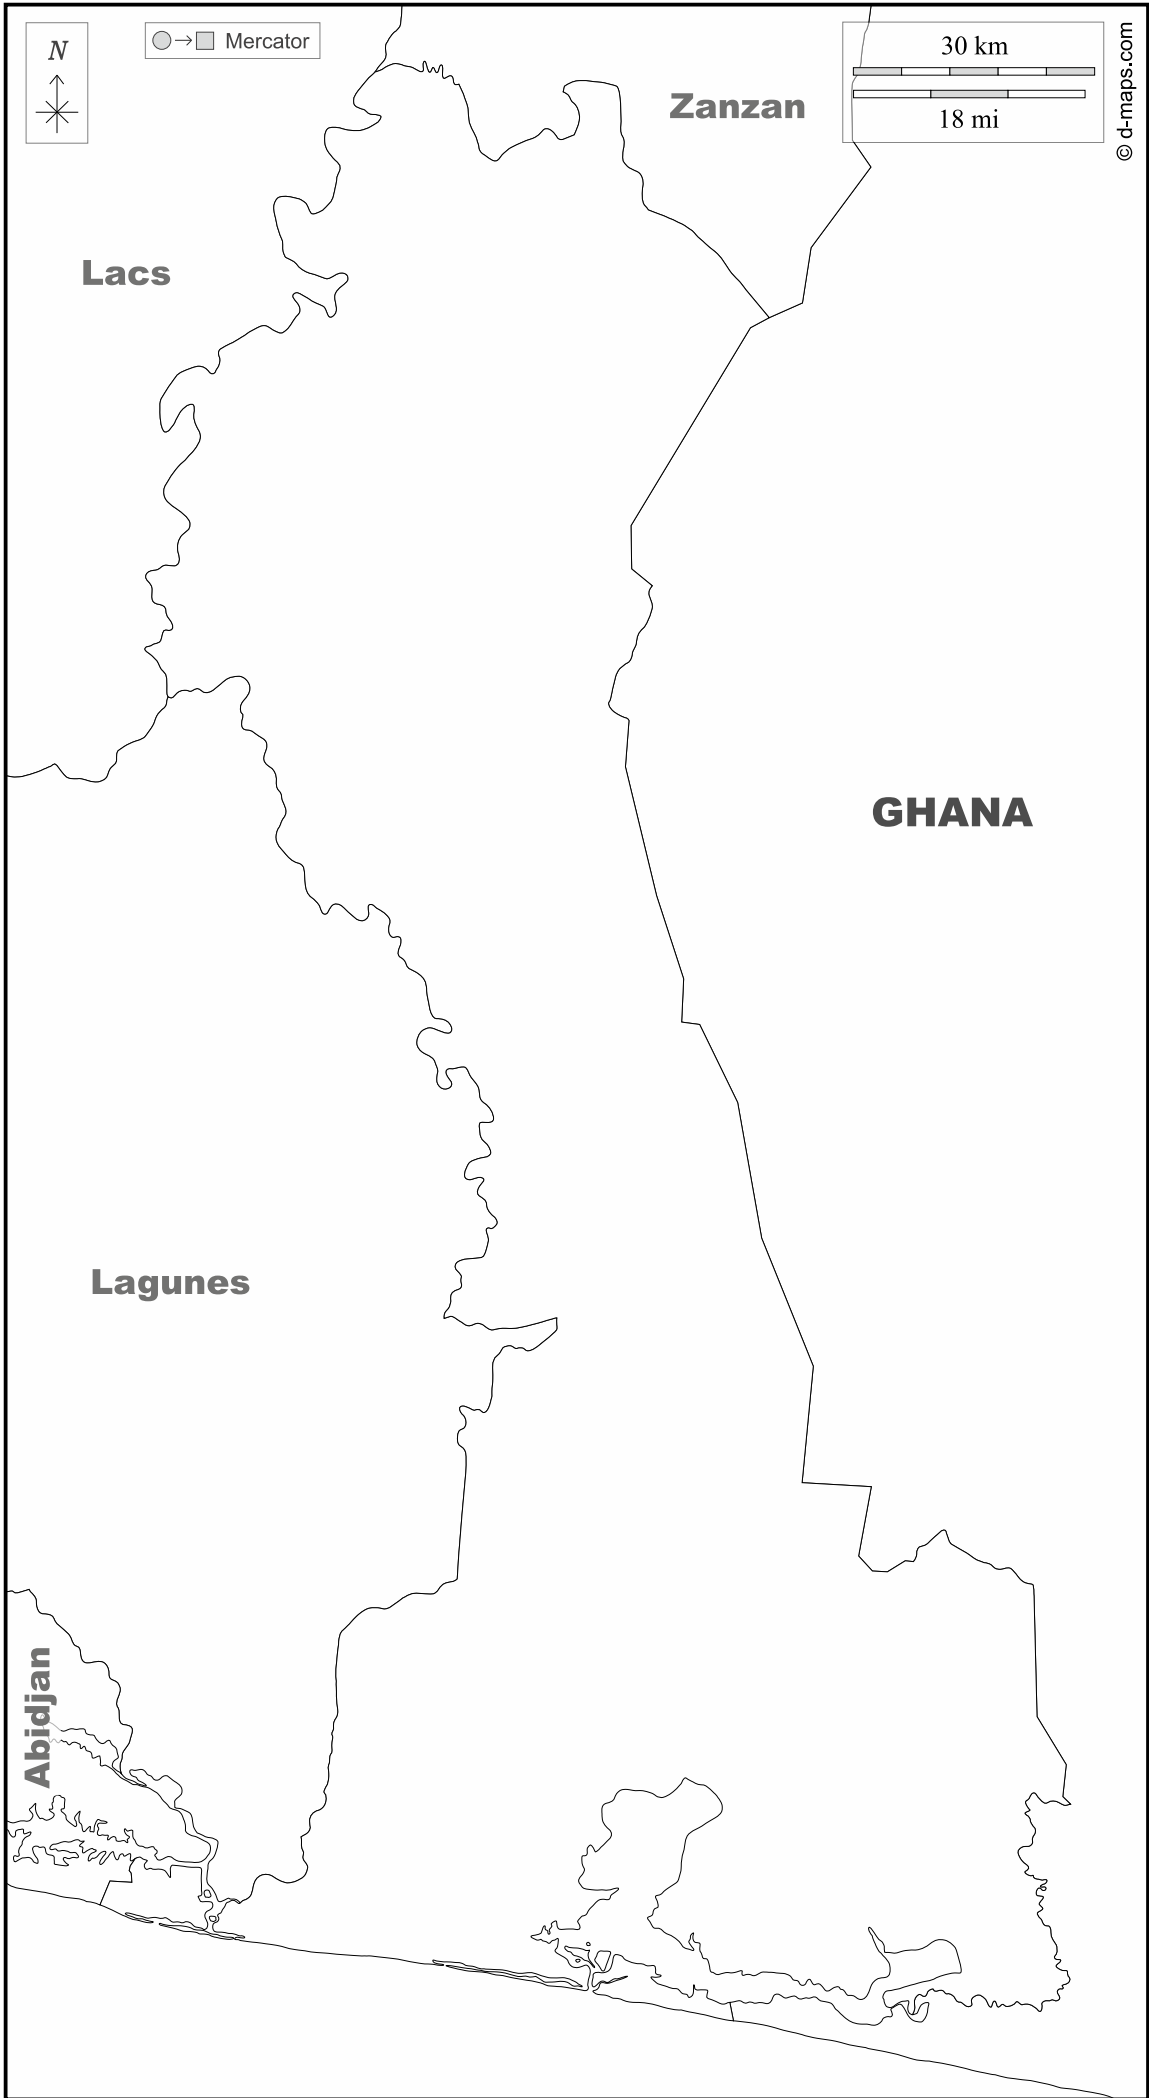 N
Mercator
30 km
18 mi
© d-maps.com
Zanzan
Lacs
GHANA
Lagunes
Abidjan